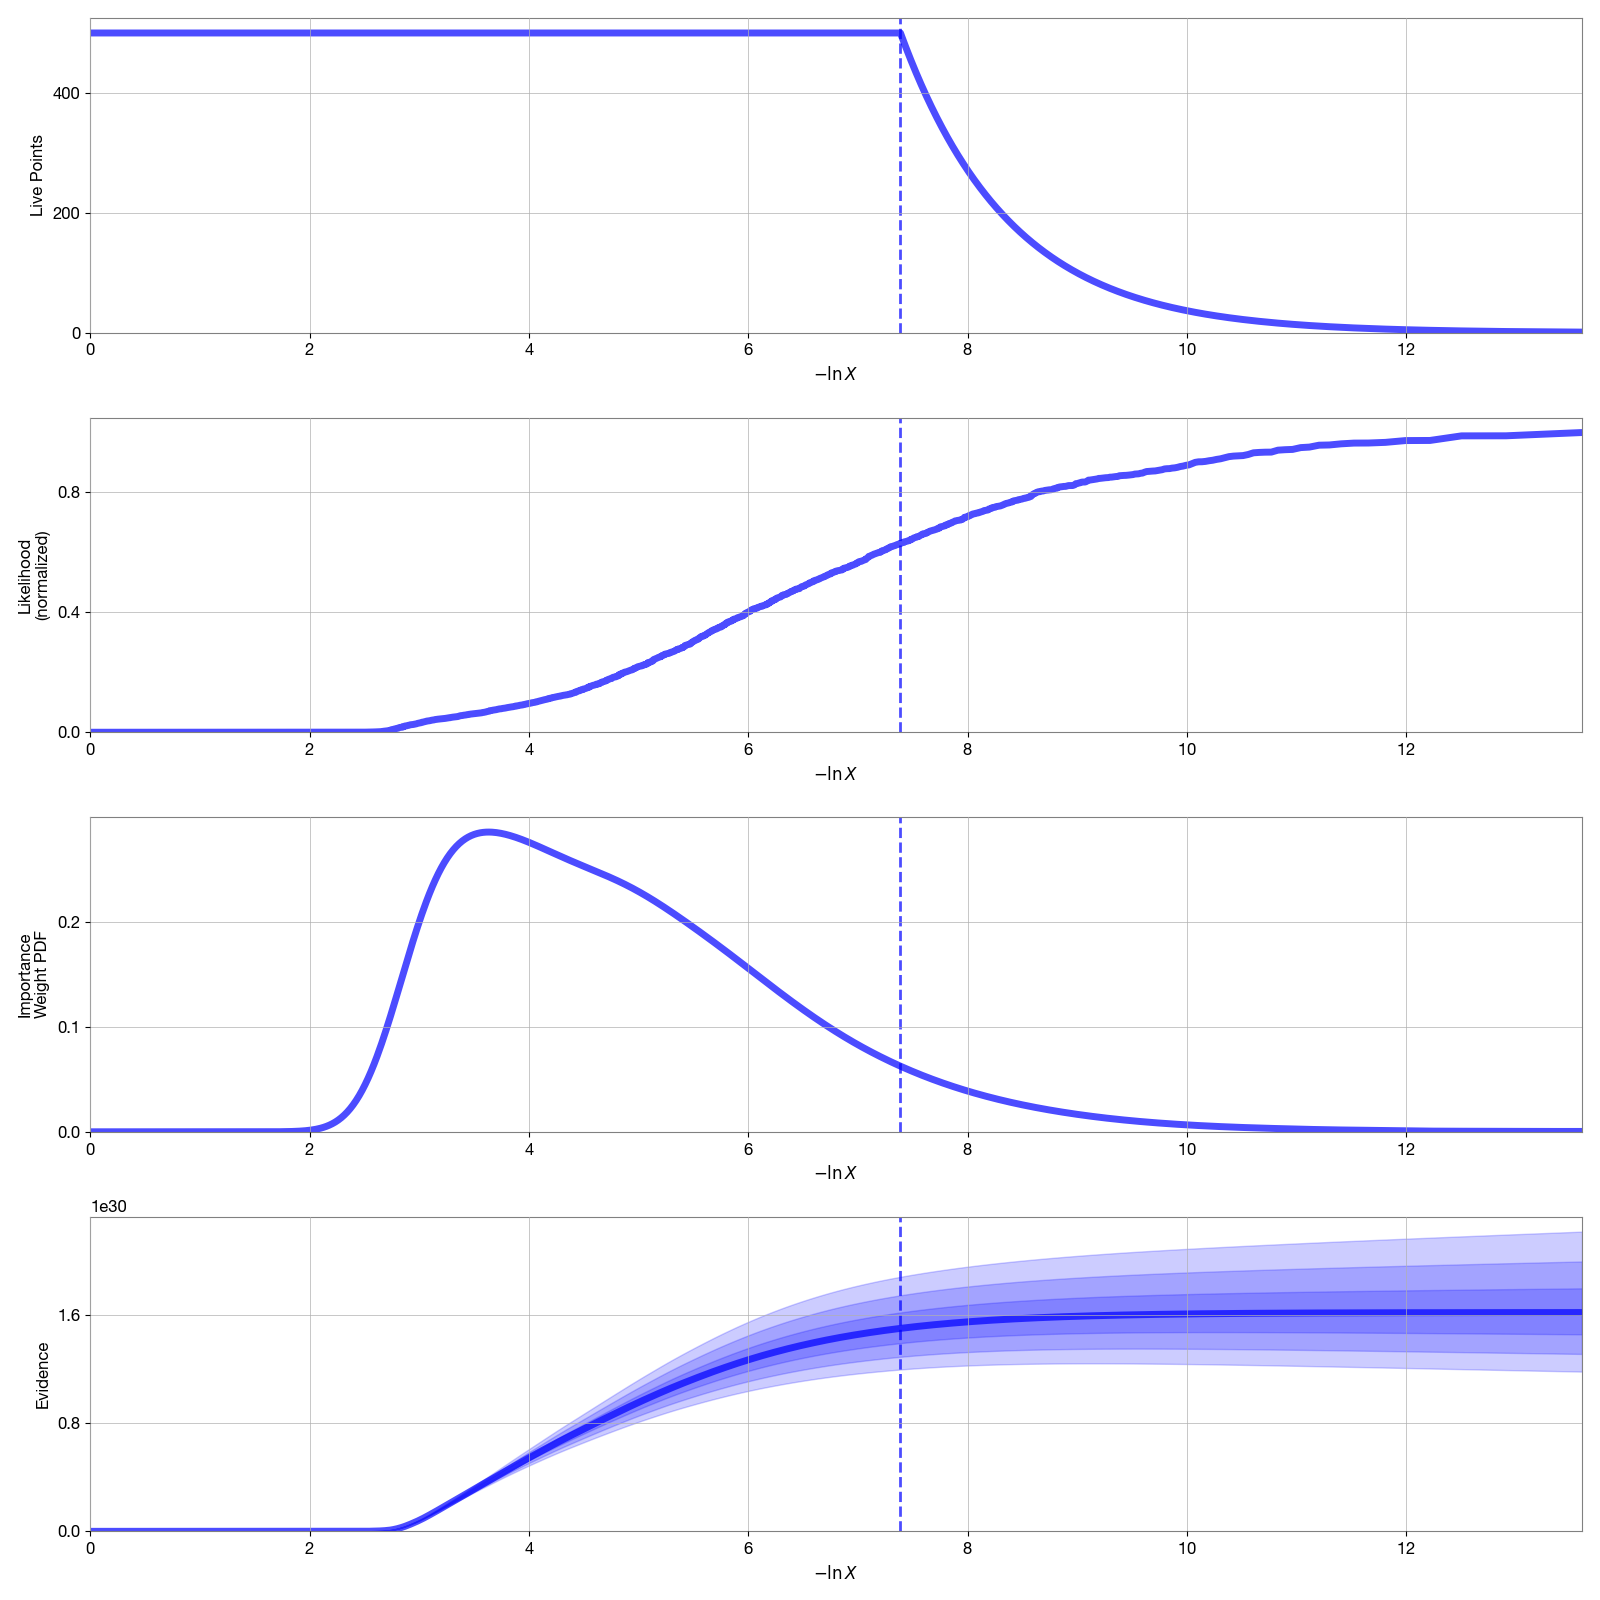 400
200
0
Live Points
0 2 4 6 8 10 12
−ln X
0.8
0.4
0.0
Likelihood
(normalized)
0 2 4 6 8 10 12
−ln X
0.2
0.1
0.0
Importance
Weight PDF
0 2 4 6 8 10 12
−ln X
1e30
1.6
0.8
0.0
Evidence
0 2 4 6 8 10 12
−ln X